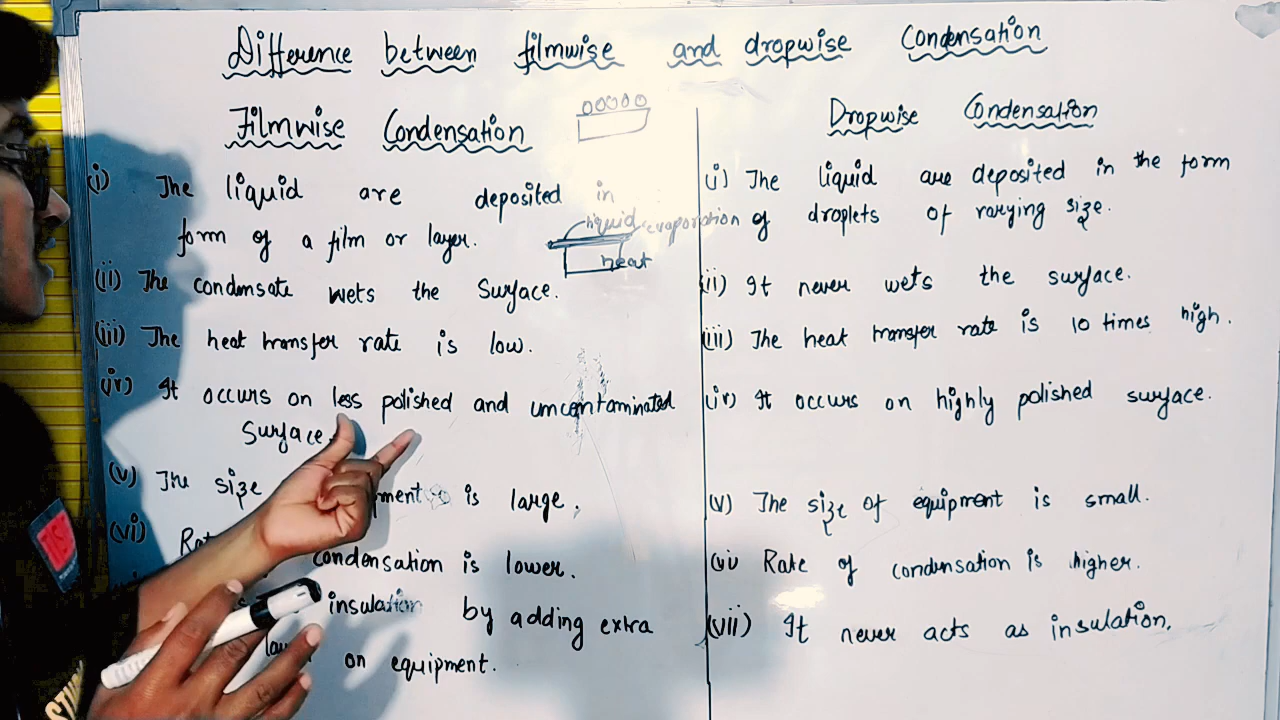 Difference between filmwise and dropwise Condensation
Filmwise Condensation
(i) The liquid are deposited in
form of a film or layer.
(ii) The condensate wets the Surface.
(iii) The heat transfer rate is low.
(iv) It occurs on less polished and uncontaminated
Surface.
(v) The size is large.
(vi) condensation is lower.
insulation by adding extra
on equipment.
liquid evaporation
heat
Dropwise Condensation
(i) The liquid are deposited in the form
of droplets of varying size.
(ii) It never wets the surface.
(iii) The heat transfer rate is 10 times high.
(iv) It occurs on highly polished surface.
(v) The size of equipment is small.
(vi Rate of condensation is higher.
(vii) It never acts as insulation.